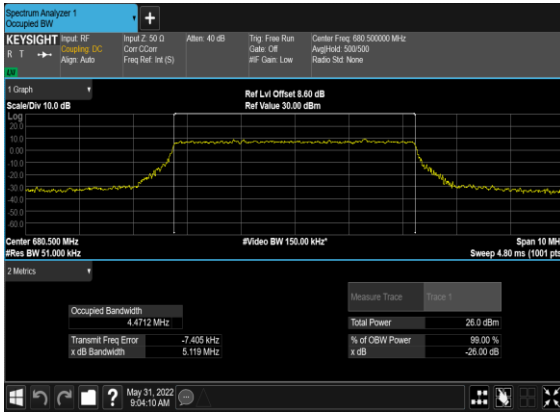 Spectrum Analyzer 1
Occupied BW
KEYSIGHT
R T
LW
Input: RF
Coupling: DC
Align: Auto
Input Z: 50 Ω
Corr CCorr
Freq Ref: Int (S)
Atten: 40 dB
Trig: Free Run
Gate: Off
#IF Gain: Low
Center Freq: 680.500000 MHz
Avg|Hold: 500/500
Radio Std: None
1 Graph
Scale/Div 10.0 dB
Ref Lvl Offset 8.60 dB
Ref Value 30.00 dBm
Log
20.0
10.0
0.00
-10.0
-20.0
-30.0
-40.0
-50.0
-60.0
Center 680.500 MHz
#Video BW 150.00 kHz*
Span 10 MH
#Res BW 51.000 kHz
Sweep 4.80 ms (1001 pts
2 Metrics
Measure Trace
Trace 1
Occupied Bandwidth
4.4712 MHz
Total Power
26.0 dBm
Transmit Freq Error
-7.405 kHz
% of OBW Power
99.00 %
x dB Bandwidth
5.119 MHz
x dB
-26.00 dB
?
May 31, 2022
9:04:10 AM